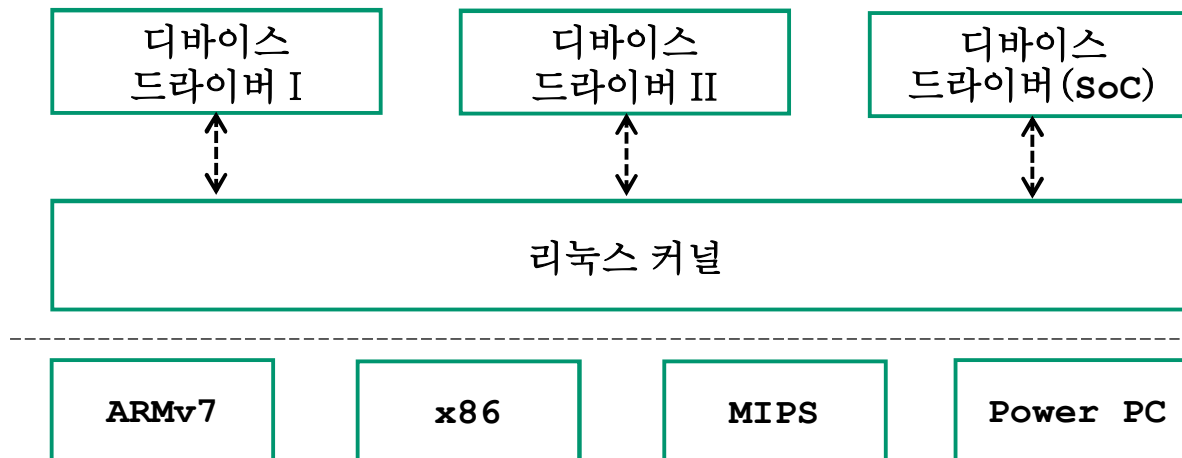 디바이스
드라이버 I
디바이스
드라이버 II
디바이스
드라이버(SoC)
리눅스 커널
ARMv7
x86
MIPS
Power PC